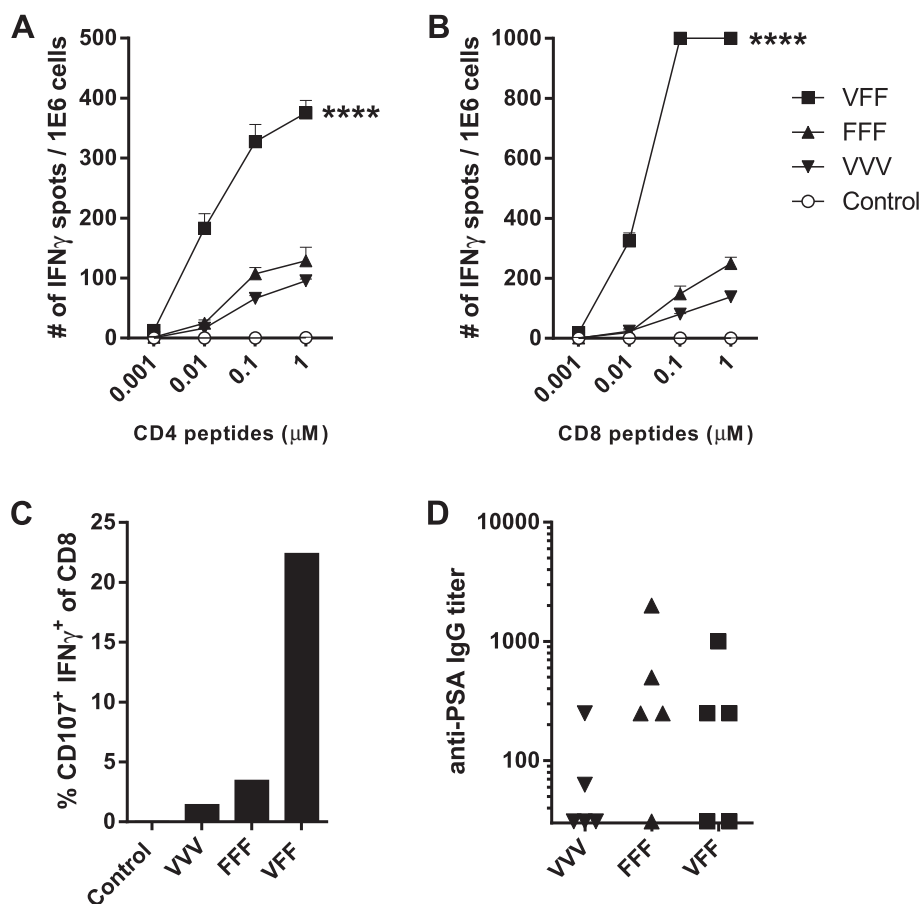 A
# of IFNγ spots / 1E6 cells
500
400
300
200
100
0
****
0.001
0.01
0.1
1
CD4 peptides (μM)
B
# of IFNγ spots / 1E6 cells
1000
800
600
400
200
0
****
0.001
0.01
0.1
1
CD8 peptides (μM)
VFF
FFF
VVV
Control
C
% CD107⁺ IFNγ⁺ of CD8
25
20
15
10
5
0
Control
VVV
FFF
VFF
D
anti-PSA IgG titer
10000
1000
100
VVV
FFF
VFF